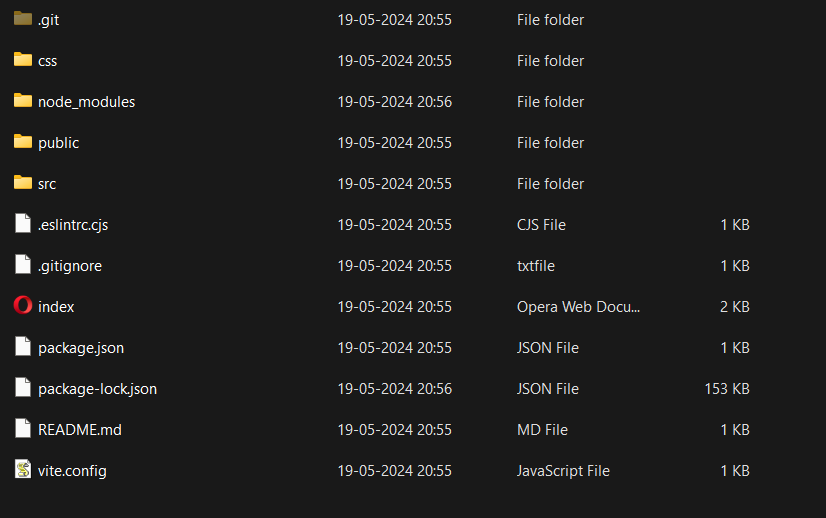 .git 19-05-2024 20:55 File folder
css 19-05-2024 20:55 File folder
node_modules 19-05-2024 20:56 File folder
public 19-05-2024 20:55 File folder
src 19-05-2024 20:55 File folder
.eslintrc.cjs 19-05-2024 20:55 CJS File 1 KB
.gitignore 19-05-2024 20:55 txtfile 1 KB
index 19-05-2024 20:55 Opera Web Docu... 2 KB
package.json 19-05-2024 20:55 JSON File 1 KB
package-lock.json 19-05-2024 20:56 JSON File 153 KB
README.md 19-05-2024 20:55 MD File 1 KB
vite.config 19-05-2024 20:55 JavaScript File 1 KB